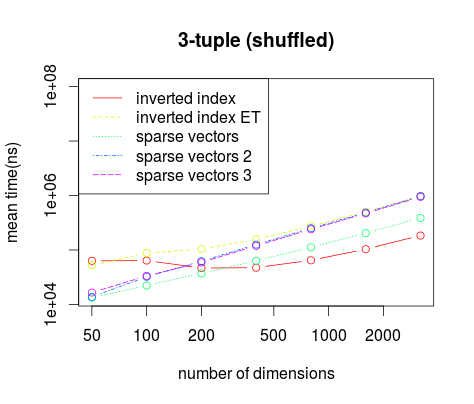 3-tuple (shuffled)
mean time(ns)
1e+08
1e+06
1e+04
inverted index
inverted index ET
sparse vectors
sparse vectors 2
sparse vectors 3
50 100 200 500 1000 2000
number of dimensions